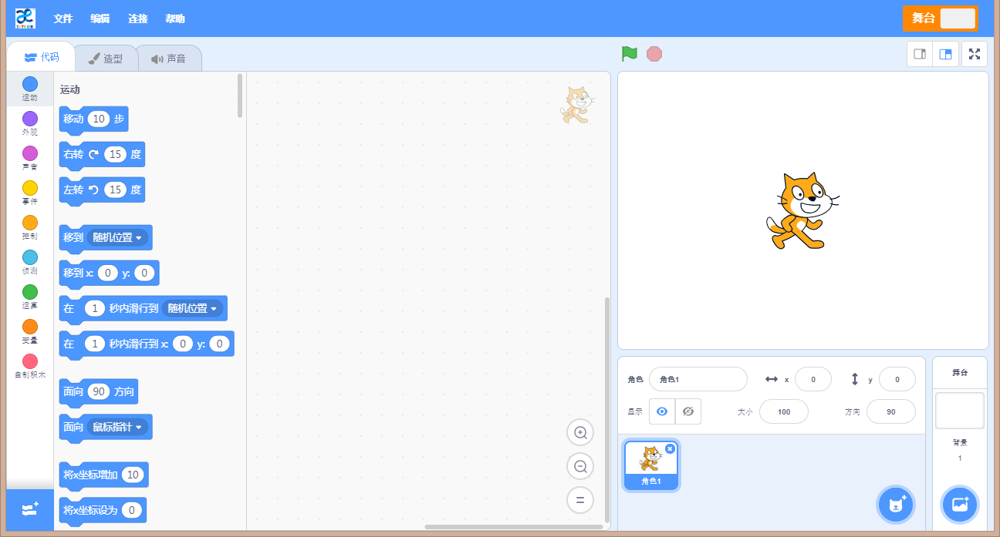 文件 编辑 连接 帮助 舞台
代码 造型 声音
运动
外观
声音
事件
控制
侦测
运算
变量
自制积木
运动
移动 10 步
右转 15 度
左转 15 度
移到 随机位置
移到 x: 0 y: 0
在 1 秒内滑行到 随机位置
在 1 秒内滑行到 x: 0 y: 0
面向 90 方向
面向 鼠标指针
将x坐标增加 10
将x坐标设为 0
角色 角色1 x 0 y 0
显示 大小 100 方向 90
角色1
舞台
背景
1